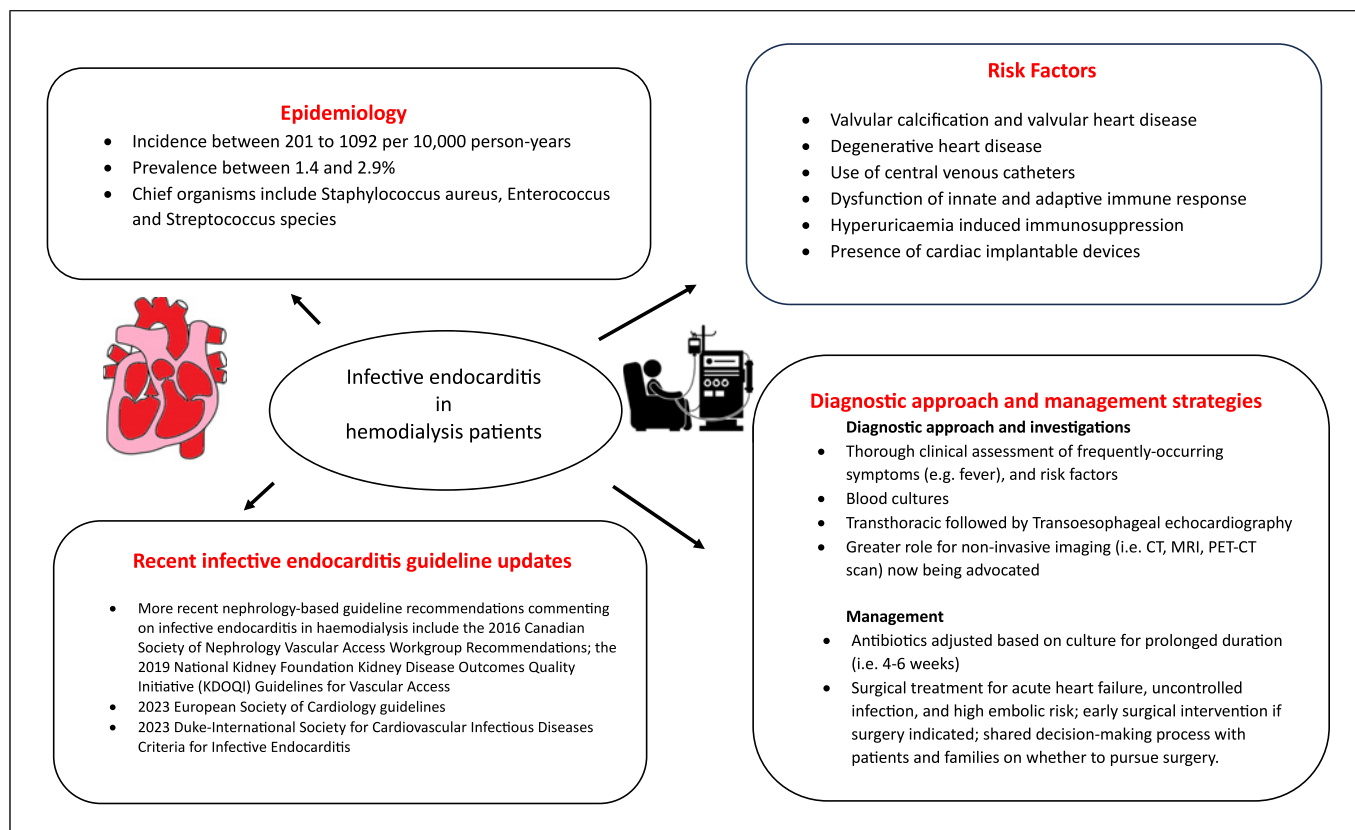 Epidemiology
• Incidence between 201 to 1092 per 10,000 person-years
• Prevalence between 1.4 and 2.9%
• Chief organisms include Staphylococcus aureus, Enterococcus
and Streptococcus species
Risk Factors
• Valvular calcification and valvular heart disease
• Degenerative heart disease
• Use of central venous catheters
• Dysfunction of innate and adaptive immune response
• Hyperuricaemia induced immunosuppression
• Presence of cardiac implantable devices
Infective endocarditis
in
hemodialysis patients
Recent infective endocarditis guideline updates
• More recent nephrology-based guideline recommendations commenting
on infective endocarditis in haemodialysis include the 2016 Canadian
Society of Nephrology Vascular Access Workgroup Recommendations; the
2019 National Kidney Foundation Kidney Disease Outcomes Quality
Initiative (KDOQI) Guidelines for Vascular Access
• 2023 European Society of Cardiology guidelines
• 2023 Duke-International Society for Cardiovascular Infectious Diseases
Criteria for Infective Endocarditis
Diagnostic approach and management strategies
Diagnostic approach and investigations
• Thorough clinical assessment of frequently-occurring
symptoms (e.g. fever), and risk factors
• Blood cultures
• Transthoracic followed by Transoesophageal echocardiography
• Greater role for non-invasive imaging (i.e. CT, MRI, PET-CT
scan) now being advocated
Management
• Antibiotics adjusted based on culture for prolonged duration
(i.e. 4-6 weeks)
• Surgical treatment for acute heart failure, uncontrolled
infection, and high embolic risk; early surgical intervention if
surgery indicated; shared decision-making process with
patients and families on whether to pursue surgery.